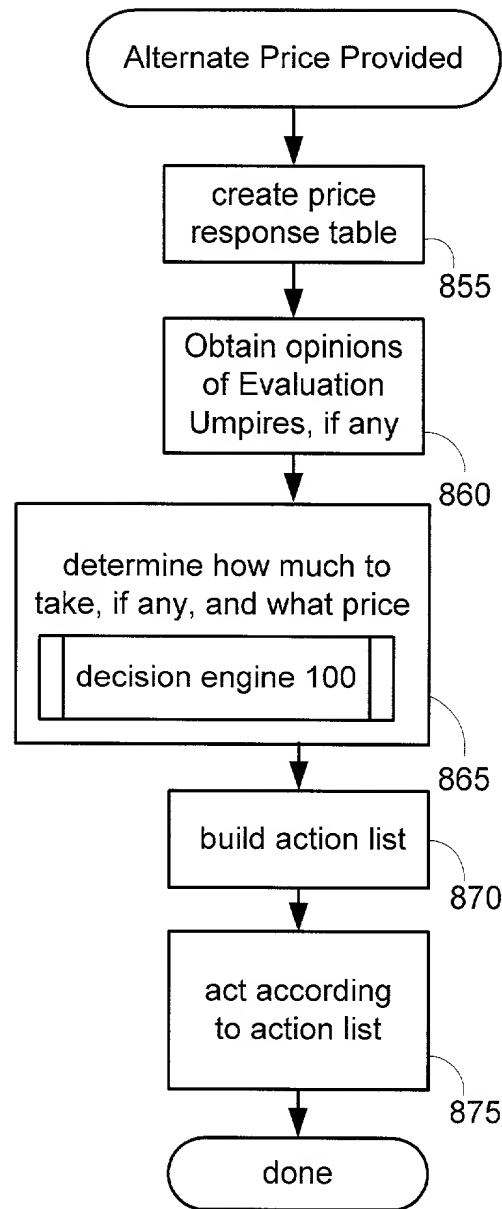 Alternate Price Provided
create price
response table
855
Obtain opinions
of Evaluation
Umpires, if any
860
determine how much to
take, if any, and what price
decision engine 100
865
build action list
870
act according
to action list
875
done